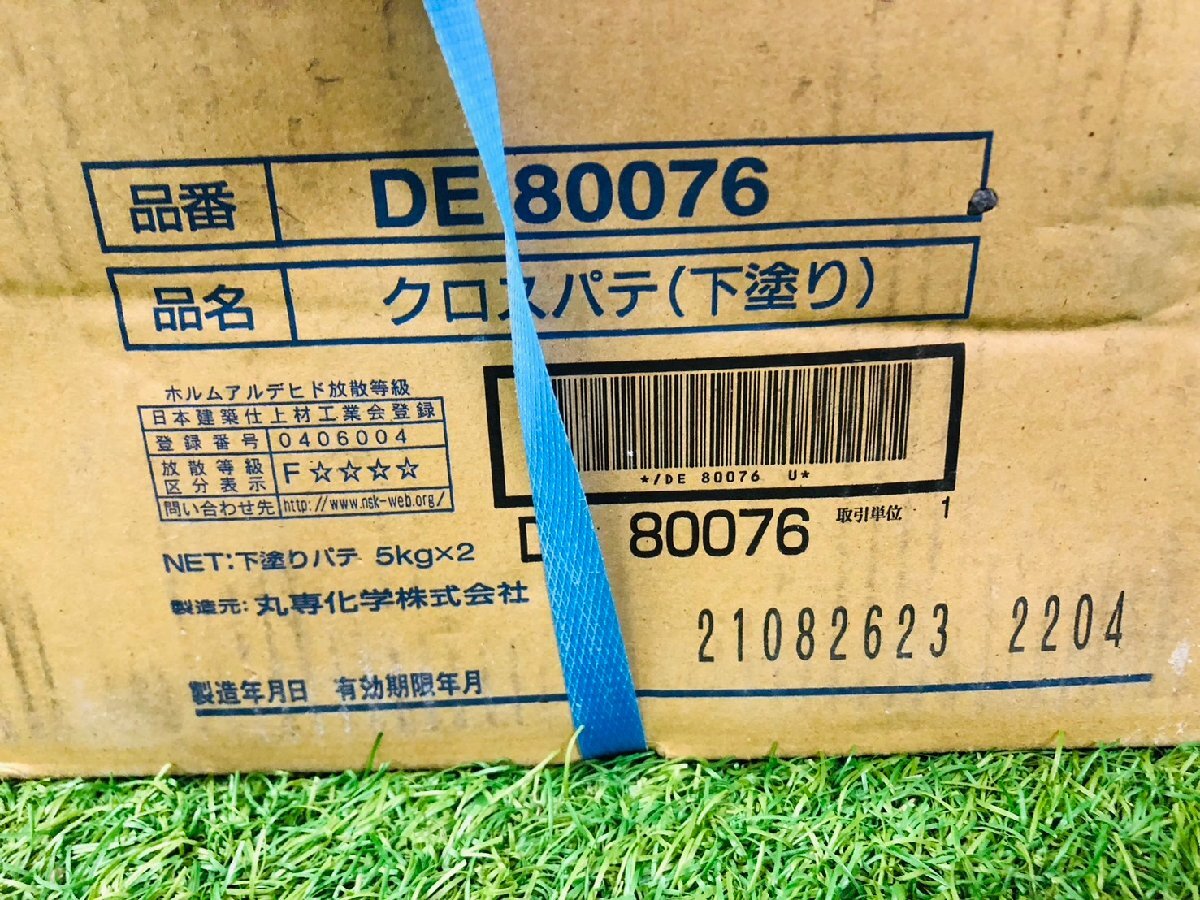 品番 DE 80076
品名 クロスパテ(下塗り)
ホルムアルデヒド放散等級
日本建築仕上材工業会登録
登録番号 0406004
放散等級区分表示 F☆☆☆☆
問い合わせ先 http://www.nsk-web.org/
*/DE 80076 U*
80076 取引単位 1
NET:下塗りパテ 5kg×2
製造元:丸専化学株式会社
21082623 2204
製造年月日 有効期限年月